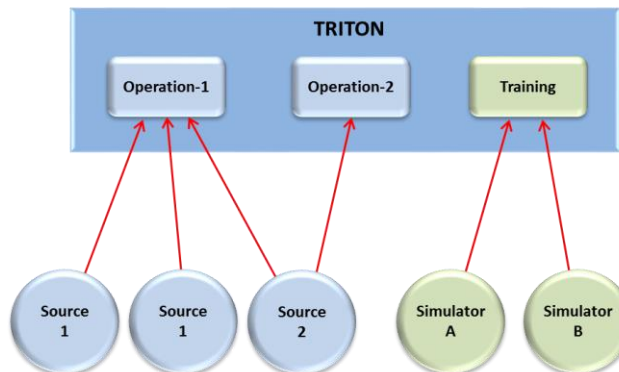 TRITON
Operation-1
Operation-2
Training
Source
1
Source
1
Source
2
Simulator
A
Simulator
B